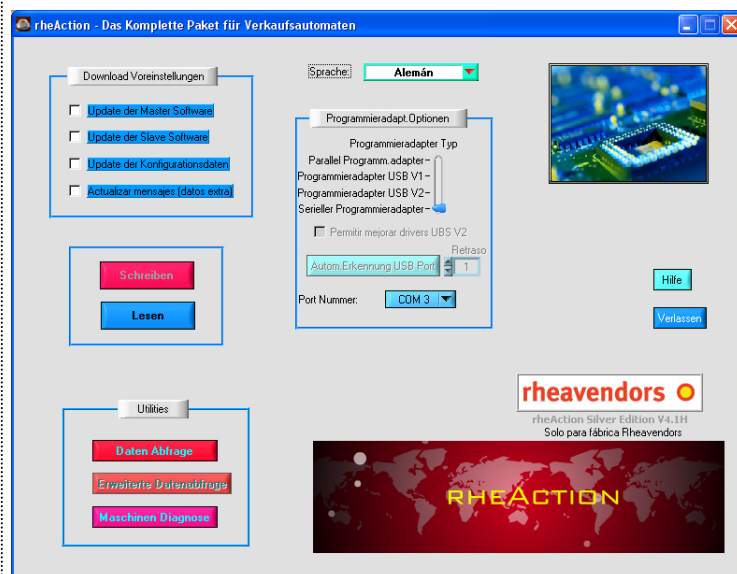 rheAction - Das Komplette Paket für Verkaufsautomaten
Download Voreinstellungen
Update der Master Software
Update der Slave Software
Update der Konfigurationsdaten
Actualizar mensajes (datos extra)
Schreiben
Lesen
Utilities
Daten Abfrage
Erweiterte Datenabfrage
Maschinen Diagnose
Sprache:
Alemán
Programmieradapt.Optionen
Programmieradapter Typ
Parallel Programm.adapter
Programmieradapter USB V1
Programmieradapter USB V2
Serieller Programmieradapter
Permitir mejorar drivers UBS V2
Retraso
Autom.Erkennung USB Port
1
Port Nummer:
COM 3
Hilfe
Verlassen
rheavendors
rheAction Silver Edition V4.1H
Solo para fábrica Rheavendors
RHEACTION